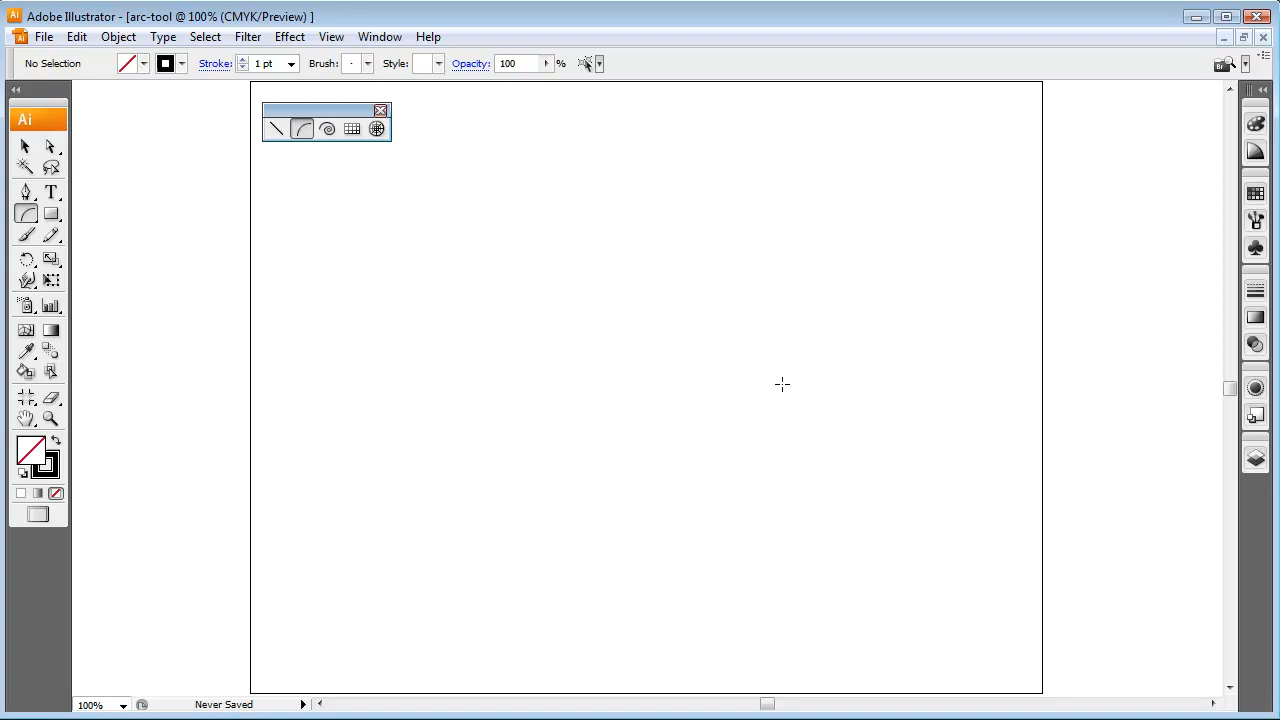 Adobe Illustrator - [arc-tool @ 100% (CMYK/Preview) ]
File Edit Object Type Select Filter Effect View Window Help
No Selection Stroke: 1 pt Brush: Style: Opacity: 100 % Br
Ai
T
100% Never Saved